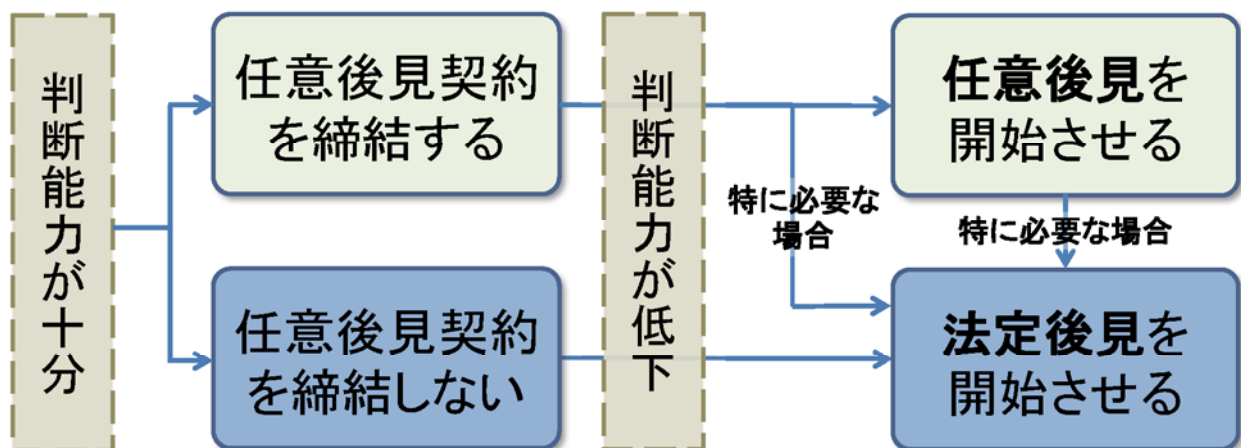 判断能力が十分
任意後見契約
を締結する
任意後見契約
を締結しない
判断能力が低下
特に必要な
場合
任意後見を
開始させる
特に必要な場合
法定後見を
開始させる